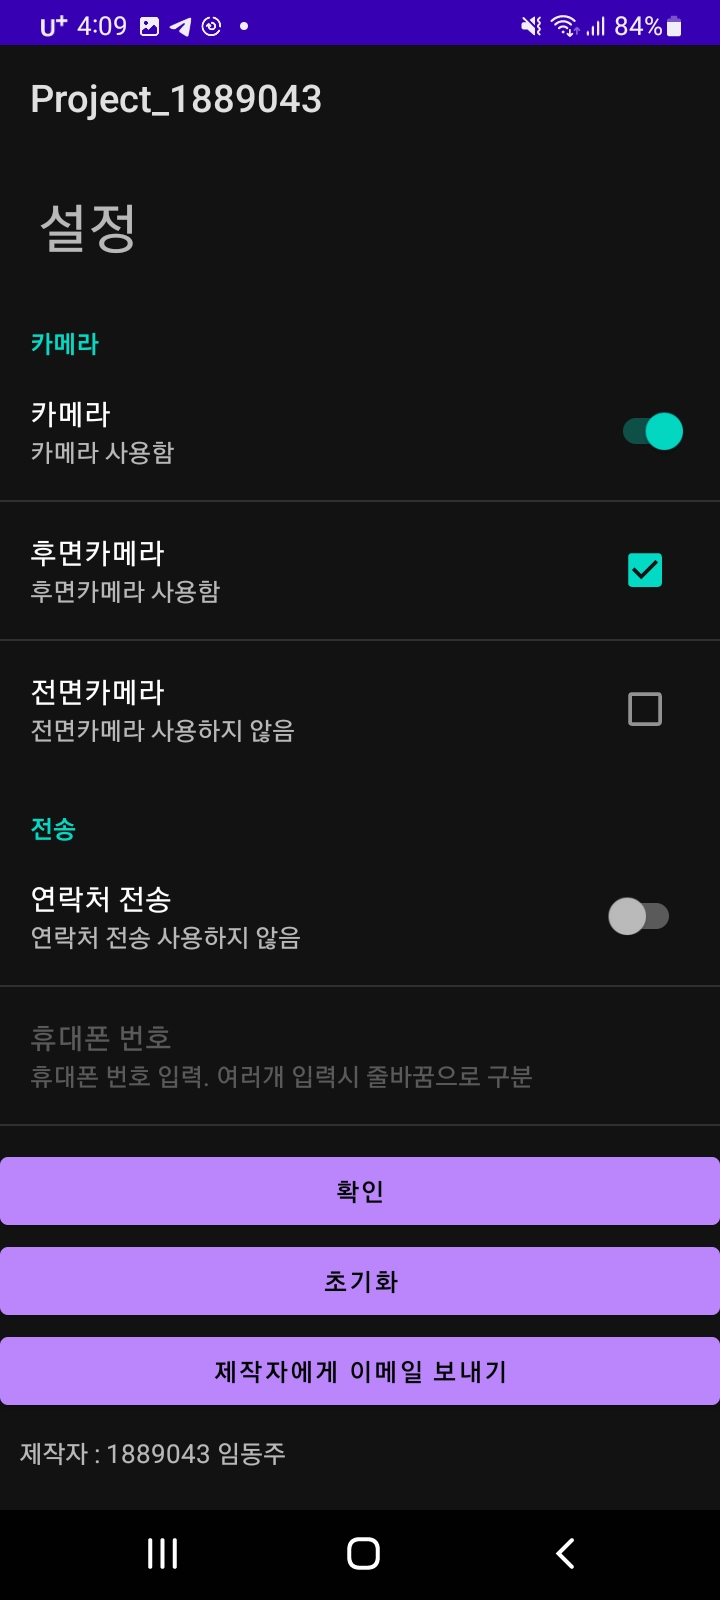 U+ 4:09 84%
Project_1889043
설정
카메라
카메라
카메라 사용함
후면카메라
후면카메라 사용함
전면카메라
전면카메라 사용하지 않음
전송
연락처 전송
연락처 전송 사용하지 않음
휴대폰 번호
휴대폰 번호 입력. 여러개 입력시 줄바꿈으로 구분
확인
초기화
제작자에게 이메일 보내기
제작자 : 1889043 임동주